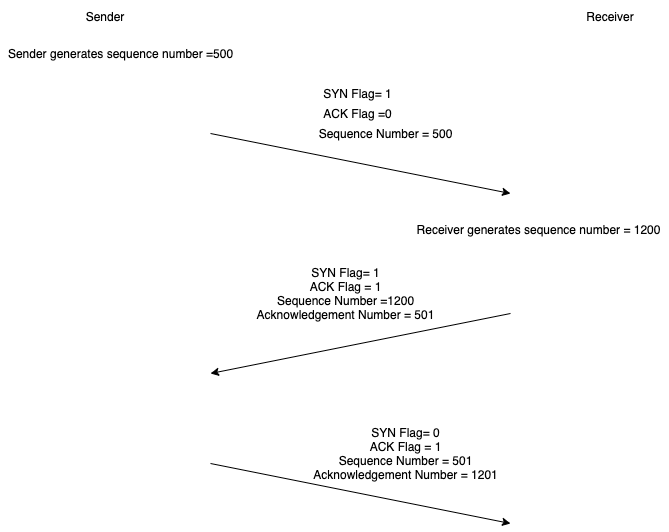 Sender
Receiver
Sender generates sequence number =500
SYN Flag= 1
ACK Flag =0
Sequence Number = 500
Receiver generates sequence number = 1200
SYN Flag= 1
ACK Flag = 1
Sequence Number =1200
Acknowledgement Number = 501
SYN Flag= 0
ACK Flag = 1
Sequence Number = 501
Acknowledgement Number = 1201